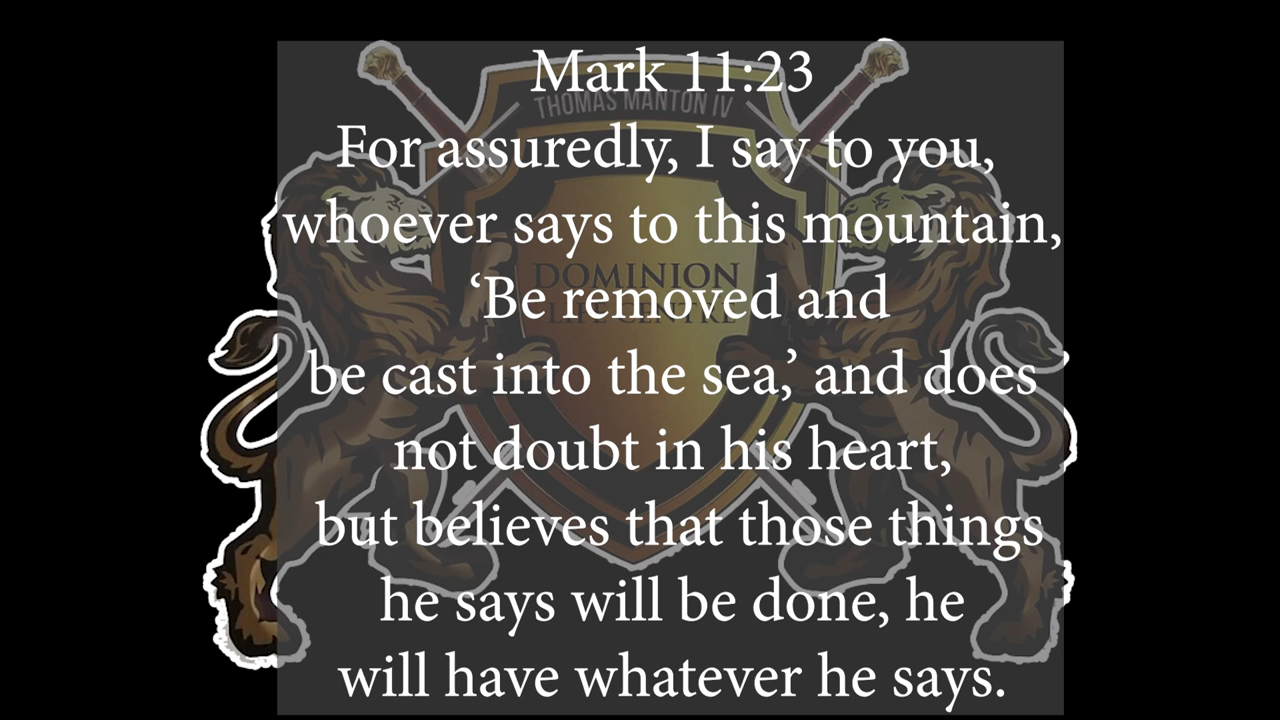 Mark 11:23
THOMAS MANTON IV
For assuredly, I say to you,
whoever says to this mountain,
DOMINION
‘Be removed and
LIFE CENTRE
be cast into the sea,’ and does
not doubt in his heart,
but believes that those things
he says will be done, he
will have whatever he says.